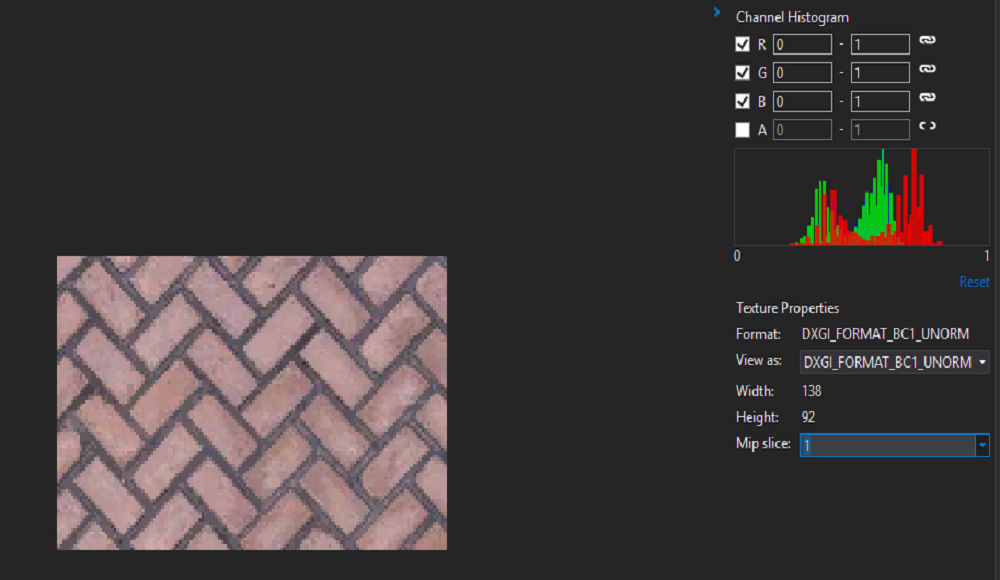 Channel Histogram
R 0 - 1
G 0 - 1
B 0 - 1
A 0 - 1
0 1
Reset
Texture Properties
Format: DXGI_FORMAT_BC1_UNORM
View as: DXGI_FORMAT_BC1_UNORM
Width: 138
Height: 92
Mip slice: 1